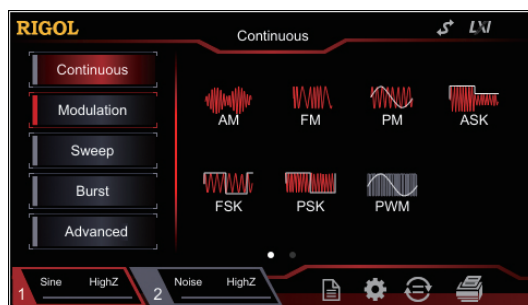 RIGOL
Continuous
LXI
Continuous
Modulation
Sweep
Burst
Advanced
AM
FM
PM
ASK
FSK
PSK
PWM
1 Sine HighZ
2 Noise HighZ